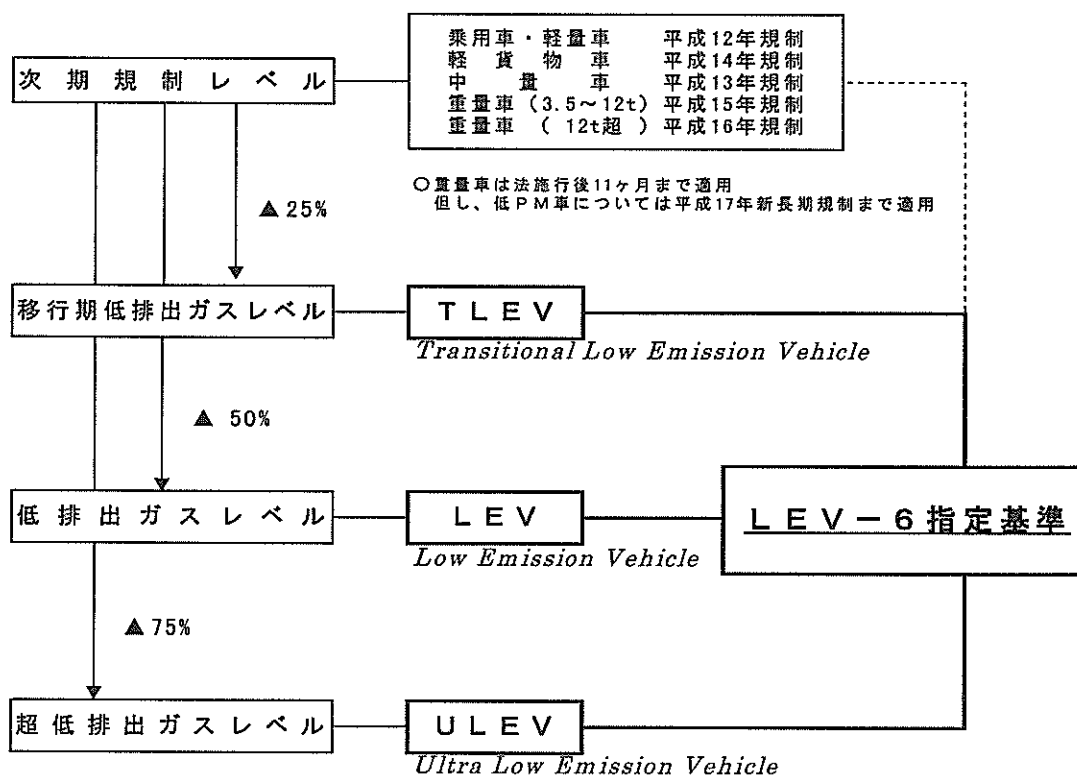 乗用車・軽量車 平成12年規制
軽貨物車 平成14年規制
次期規制レベル
中量車 平成13年規制
重量車(3.5～12t) 平成15年規制
重量車( 12t超 ) 平成16年規制
○重量車は法施行後11ヶ月まで適用
但し、低PM車については平成17年新長期規制まで適用
▲25%
移行期低排出ガスレベル
TLEV
Transitional Low Emission Vehicle
▲ 50%
低排出ガスレベル
LEV
LEV－6指定基準
Low Emission Vehicle
▲75%
超低排出ガスレベル
ULEV
Ultra Low Emission Vehicle